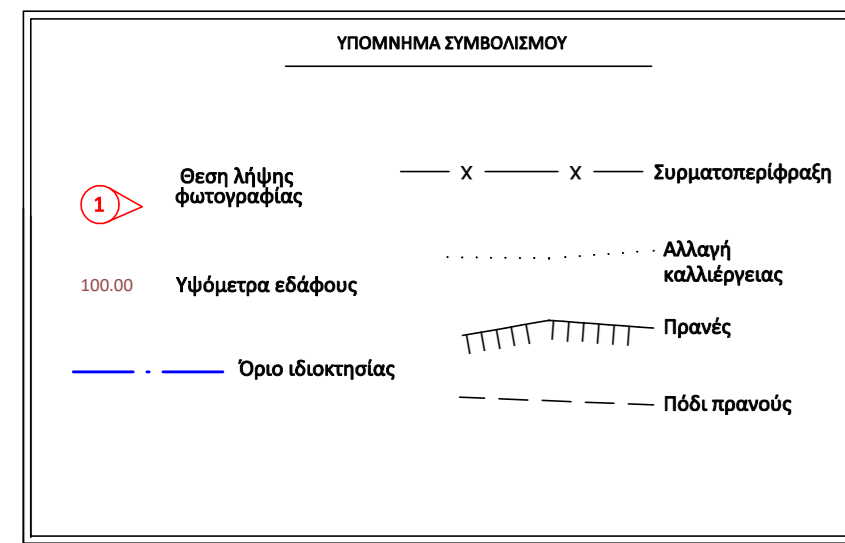 ΥΠΟΜΝΗΜΑ ΣΥΜΒΟΛΙΣΜΟΥ
1
Θεση λήψης
φωτογραφίας
100.00
Υψόμετρα εδάφους
Όριο ιδιοκτησίας
x x
Συρματοπερίφραξη
Αλλαγή
καλλιέργειας
Πρανές
Πόδι πρανούς